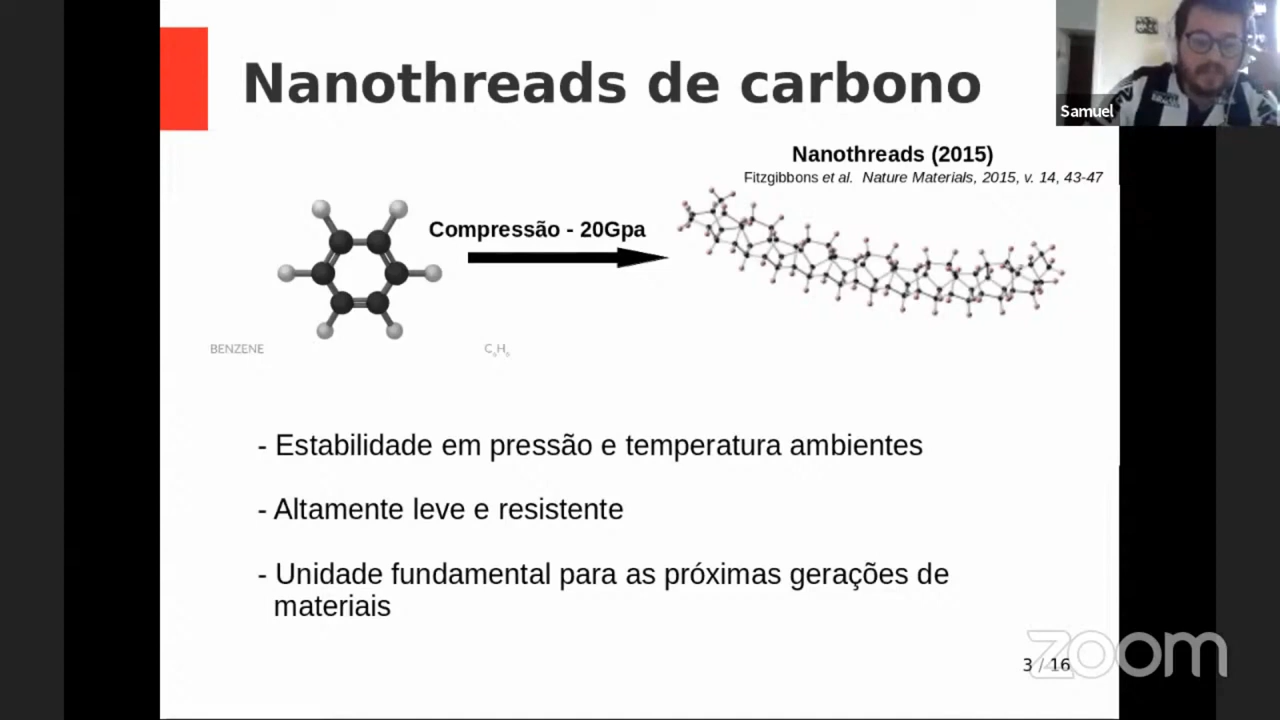 Nanothreads de carbono
Samuel
Nanothreads (2015)
Fitzgibbons et al. Nature Materials, 2015, v. 14, 43-47
Compressão - 20Gpa
BENZENE
C₆H₆
- Estabilidade em pressão e temperatura ambientes
- Altamente leve e resistente
- Unidade fundamental para as próximas gerações de
materiais
3 / 16
zoom